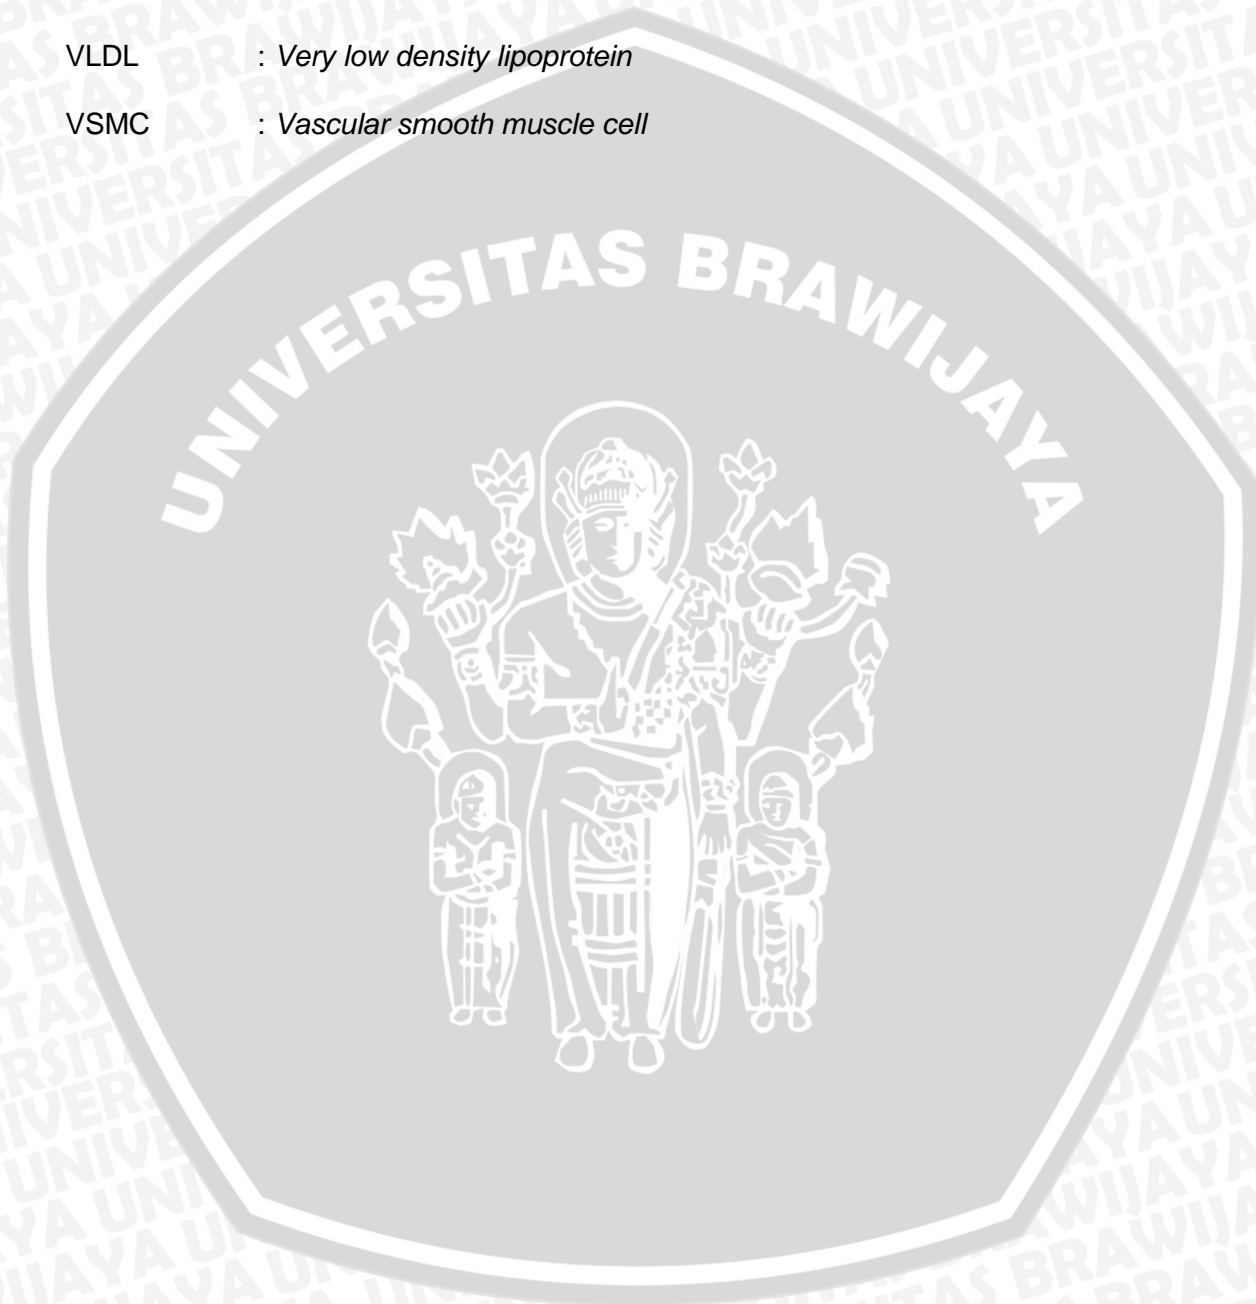 VLDL : Very low density lipoprotein
VSMC : Vascular smooth muscle cell
UNIVERSITAS BRAWIJAYA